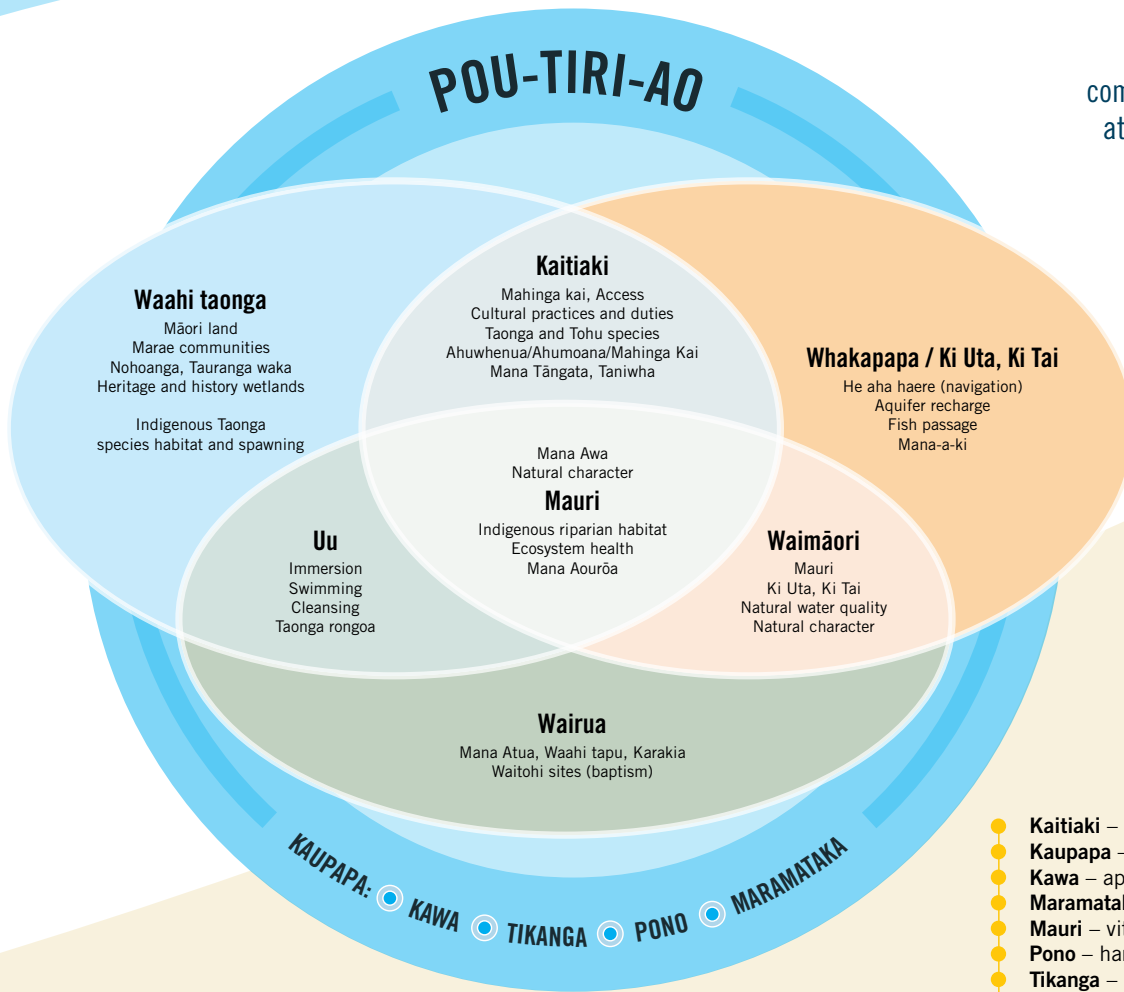 POU-TIRI-AO
Waahi taonga
Māori land
Marae communities
Nohoanga, Tauranga waka
Heritage and history wetlands
Indigenous Taonga
species habitat and spawning
Kaitiaki
Mahinga kai, Access
Cultural practices and duties
Taonga and Tohu species
Ahuwhenua/Ahumoana/Mahinga Kai
Mana Tāngata, Taniwha
Whakapapa / Ki Uta, Ki Tai
He aha haere (navigation)
Aquifer recharge
Fish passage
Mana-a-ki
Mana Awa
Natural character
Mauri
Indigenous riparian habitat
Ecosystem health
Mana Aourōa
Uu
Immersion
Swimming
Cleansing
Taonga rongoa
Waimāori
Mauri
Ki Uta, Ki Tai
Natural water quality
Natural character
Wairua
Mana Atua, Waahi tapu, Karakia
Waitohi sites (baptism)
KAUPAPA: KAWA TIKANGA PONO MARAMATAKA
Kaitiaki –
Kaupapa –
Kawa –
Mauri –
Pono –
Tikanga –